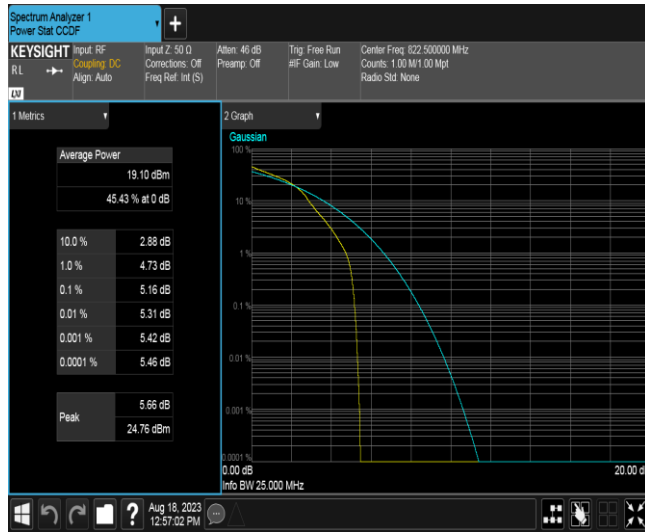 Spectrum Analyzer 1
Power Stat CCDF
+
KEYSIGHT
Input: RF
Input Z: 50 Ω
Atten: 46 dB
Trig: Free Run
Center Freq: 822.500000 MHz
RL
Coupling: DC
Corrections: Off
Preamp: Off
#IF Gain: Low
Counts: 1.00 M/1.00 Mpt
Align: Auto
Freq Ref: Int (S)
Radio Std: None
LXI
1 Metrics
2 Graph
Gaussian
Average Power
19.10 dBm
45.43 % at 0 dB
10.0 % 2.88 dB
1.0 % 4.73 dB
0.1 % 5.16 dB
0.01 % 5.31 dB
0.001 % 5.42 dB
0.0001 % 5.46 dB
Peak
5.66 dB
24.76 dBm
100 %
10 %
1 %
0.1 %
0.01 %
0.001 %
0.0001 %
0.00 dB
20.00 d
Info BW 25.000 MHz
?
Aug 18, 2023
12:57:02 PM